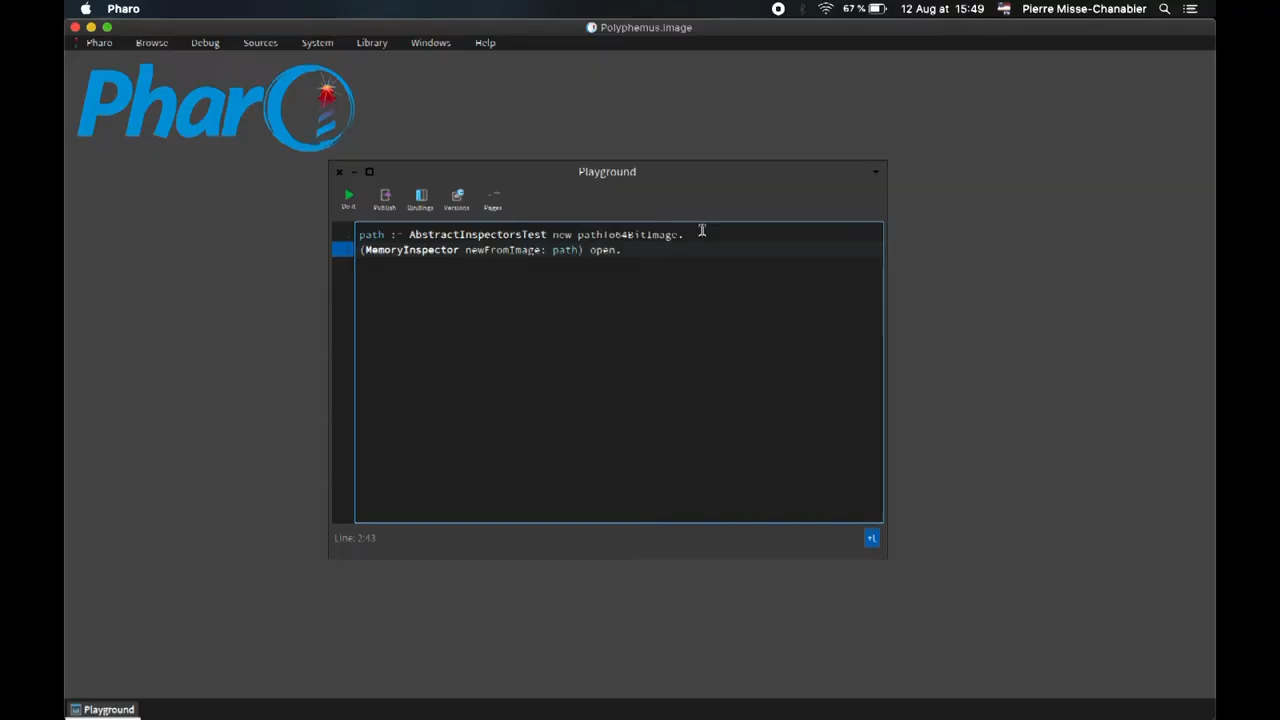 Pharo
67 %
12 Aug at 15:49
Pierre Misse-Chanabier
Polyphemus.image
Pharo Browse Debug Sources System Library Windows Help
Pharo
Playground
Do it Publish Bindings Versions Pages
path := AbstractInspectorsTest new pathTo64BitImage.
(MemoryInspector newFromImage: path) open.
Line: 2:43
+L
Playground